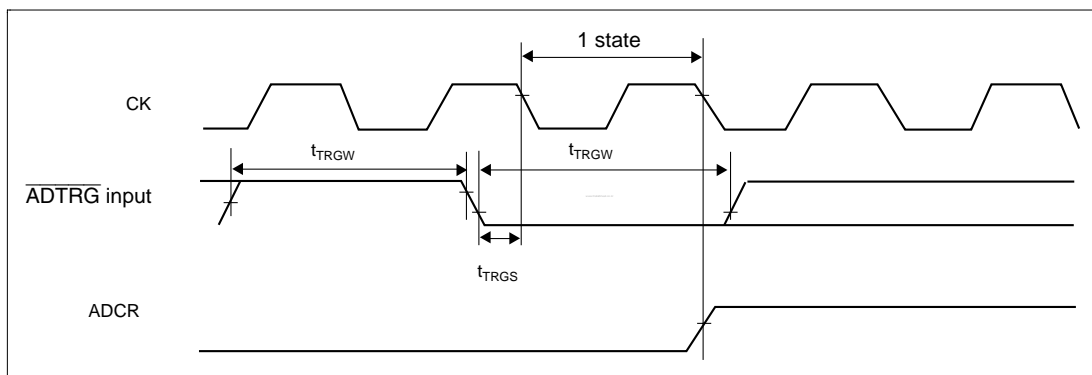 1 state
CK
tTRGW
tTRGW
ADTRG input
tTRGS
ADCR